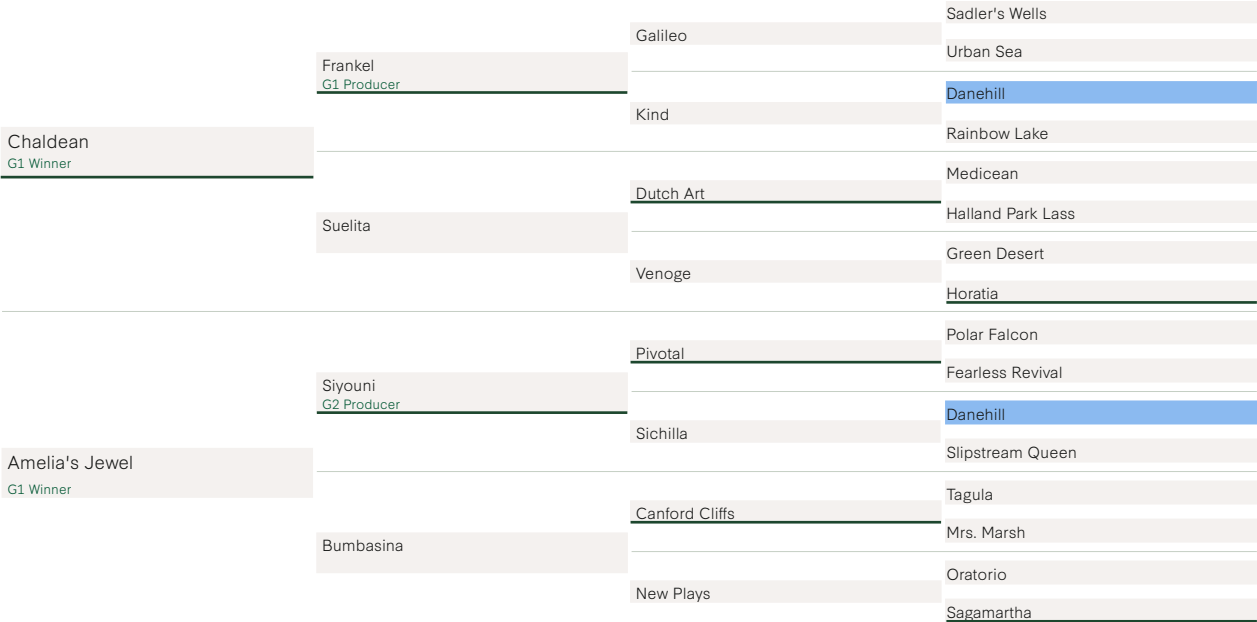 Chaldean
G1 Winner
Amelia's Jewel
G1 Winner
Frankel
G1 Producer
Suelita
Siyouni
G2 Producer
Bumbasina
Galileo
Kind
Dutch Art
Venoge
Pivotal
Sichilla
Canford Cliffs
New Plays
Sadler's Wells
Urban Sea
Danehill
Rainbow Lake
Medicean
Halland Park Lass
Green Desert
Horatia
Polar Falcon
Fearless Revival
Danehill
Slipstream Queen
Tagula
Mrs. Marsh
Oratorio
Sagamartha